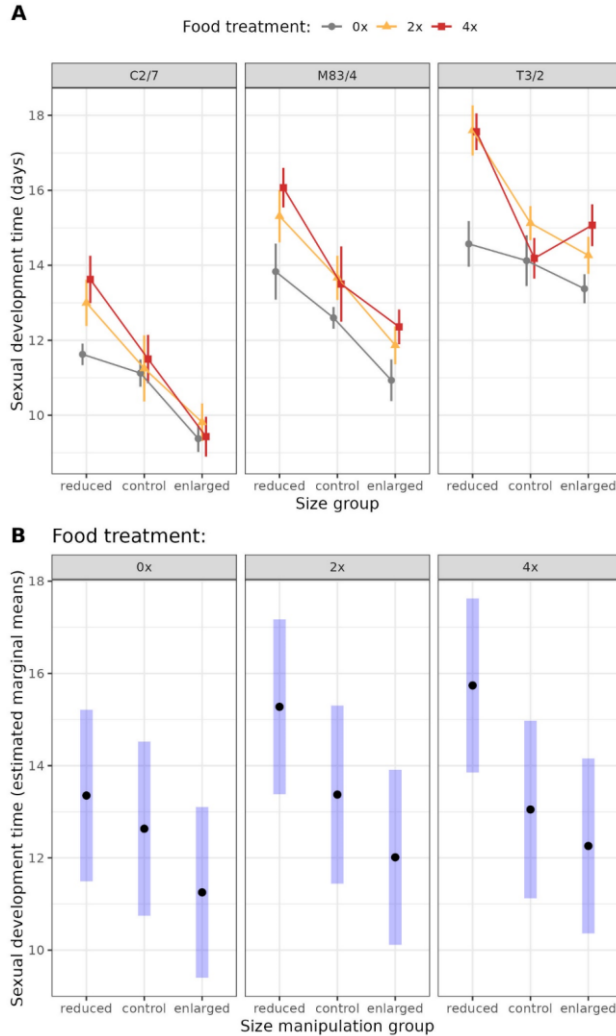 A
Food treatment: 0x 2x 4x
C2/7 M83/4 T3/2
Sexual development time (days)
18
16
14
12
10
reduced control enlarged reduced control enlarged reduced control enlarged
Size group
B Food treatment:
0x 2x 4x
Sexual development time (estimated marginal means)
18
16
14
12
10
reduced control enlarged reduced control enlarged reduced control enlarged
Size manipulation group